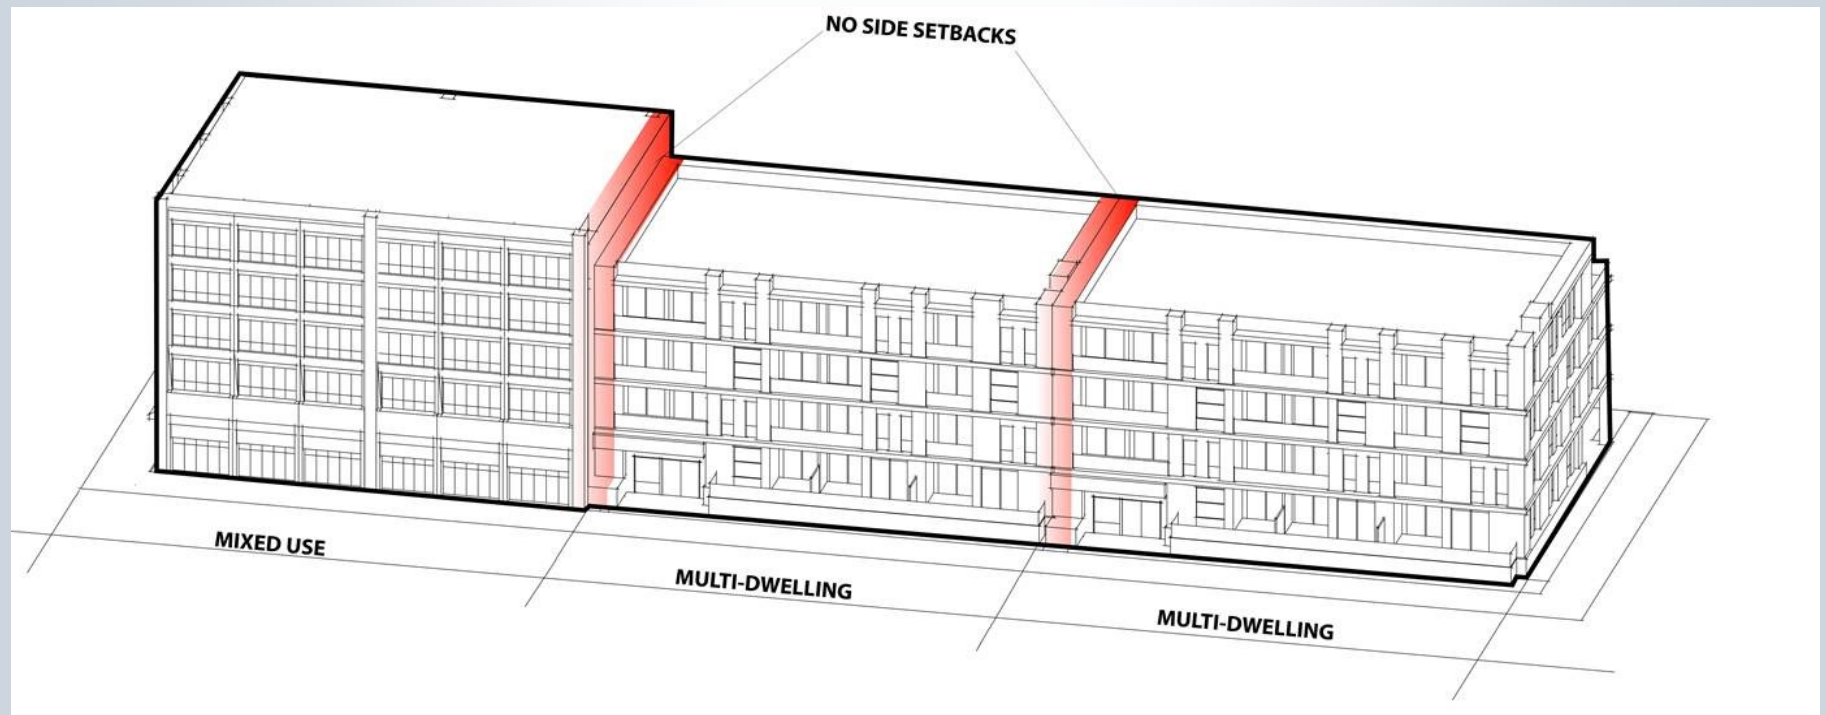 NO SIDE SETBACKS
MIXED USE
MULTI-DWELLING
MULTI-DWELLING